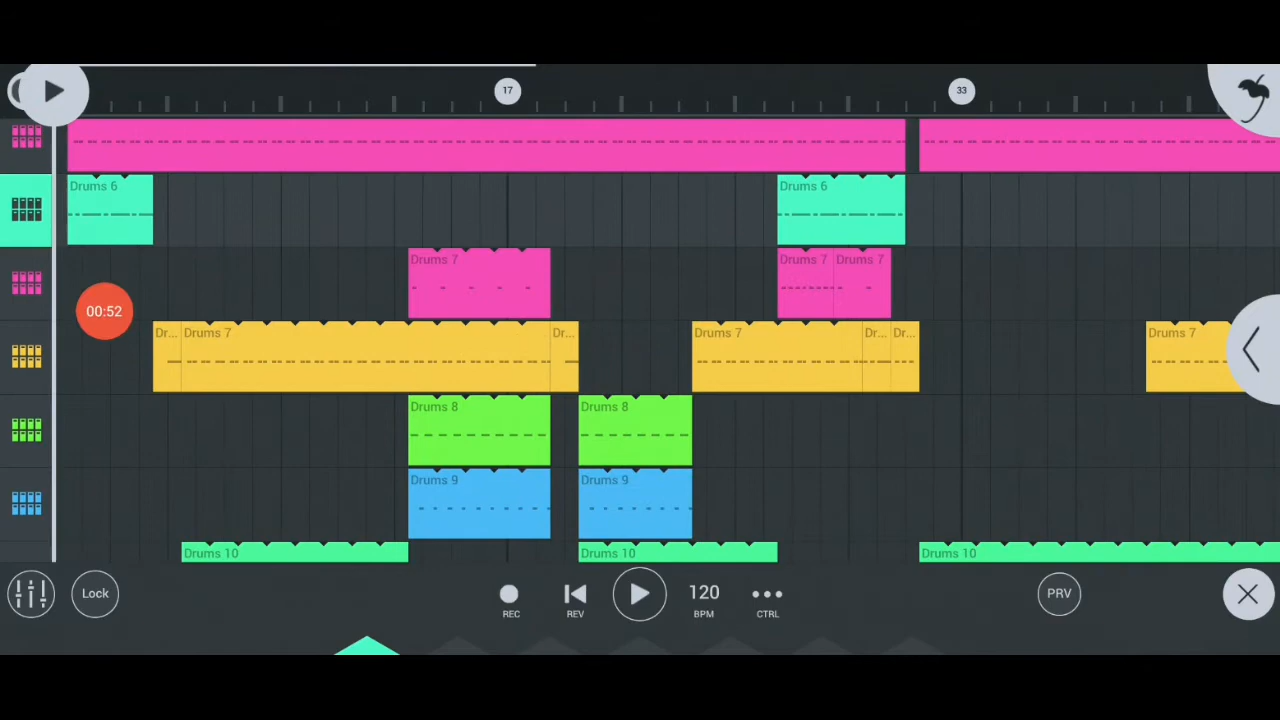 17
33
Drums 6
Drums 6
Drums 7
Drums 7
Drums 7
00:52
Dr...
Drums 7
Dr...
Drums 7
Dr...
Dr...
Drums 7
Drums 8
Drums 8
Drums 9
Drums 9
Drums 10
Drums 10
Drums 10
Lock
REC
REV
120
BPM
CTRL
PRV